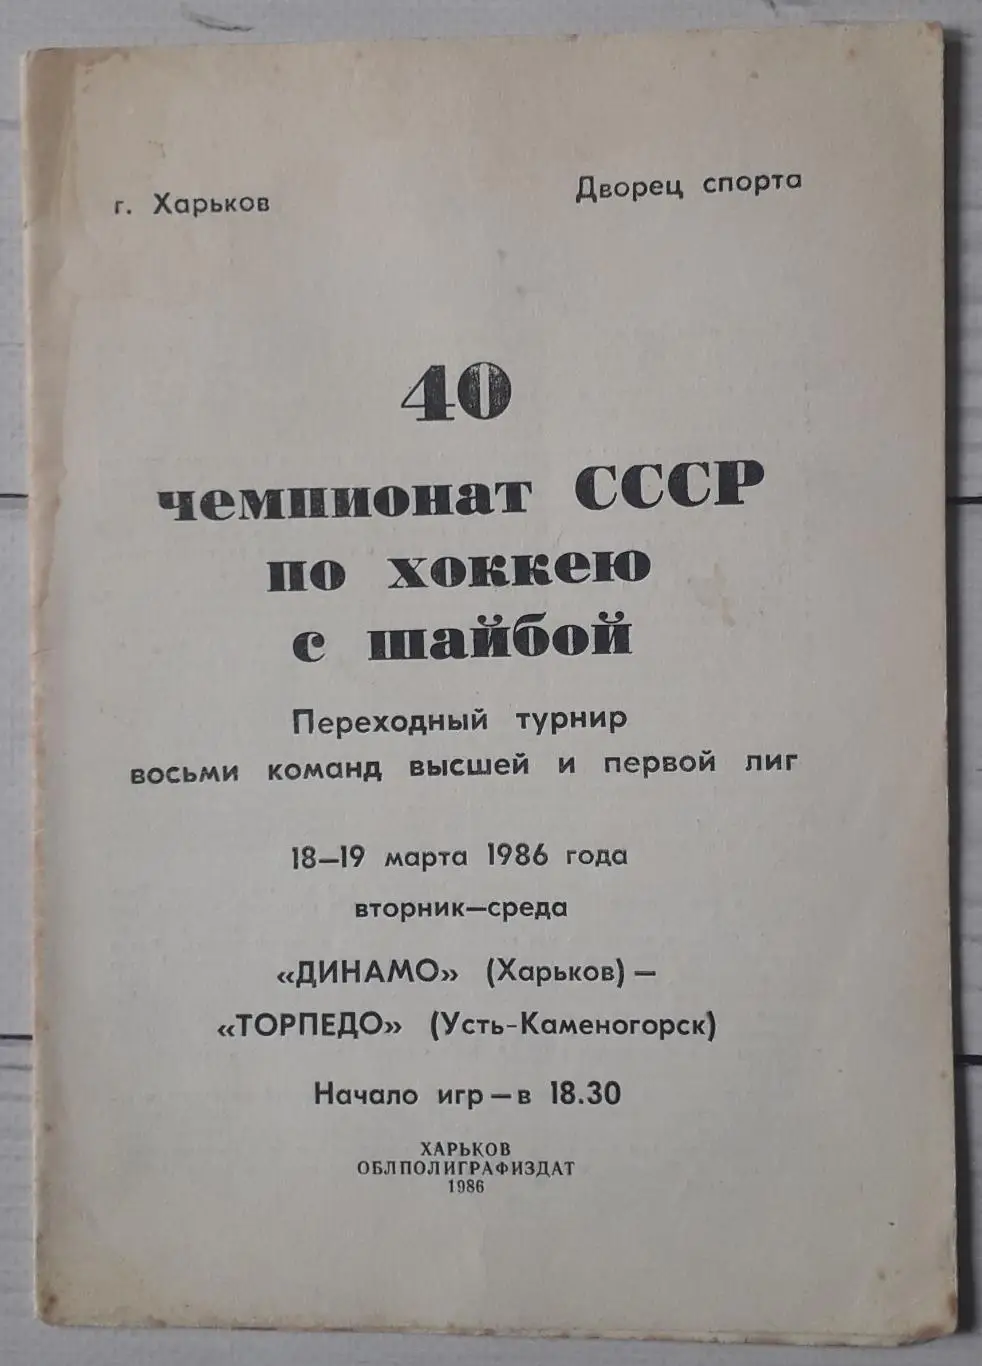 г. Харьков
Дворец спорта
40
чемпионат СССР
по хоккею
с шайбой
Переходный турнир
восьми команд высшей и первой лиг
18—19 марта 1986 года
вторник—среда
«ДИНАМО» (Харьков) —
«ТОРПЕДО» (Усть-Каменогорск)
Начало игр — в 18.30
ХАРЬКОВ
ОБЛПОЛИГРАФИЗДАТ
1986